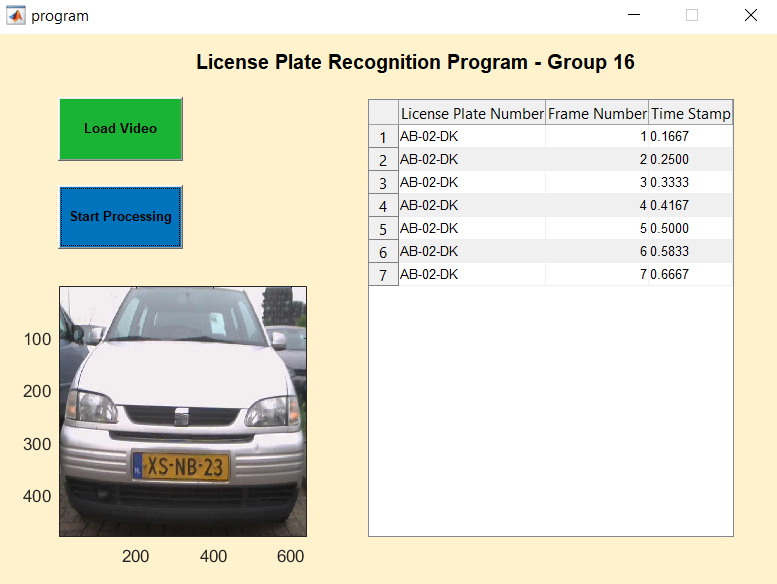 program
License Plate Recognition Program - Group 16
Load Video
Start Processing
License Plate Number Frame Number Time Stamp
1 AB-02-DK 1 0.1667
2 AB-02-DK 2 0.2500
3 AB-02-DK 3 0.3333
4 AB-02-DK 4 0.4167
5 AB-02-DK 5 0.5000
6 AB-02-DK 6 0.5833
7 AB-02-DK 7 0.6667
100
200
300
400
XS-NB-23
200 400 600